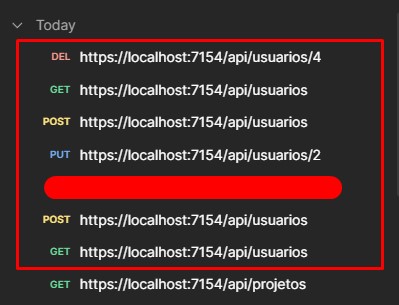 Today
DEL https://localhost:7154/api/usuarios/4
GET https://localhost:7154/api/usuarios
POST https://localhost:7154/api/usuarios
PUT https://localhost:7154/api/usuarios/2
POST https://localhost:7154/api/usuarios
GET https://localhost:7154/api/usuarios
GET https://localhost:7154/api/projetos